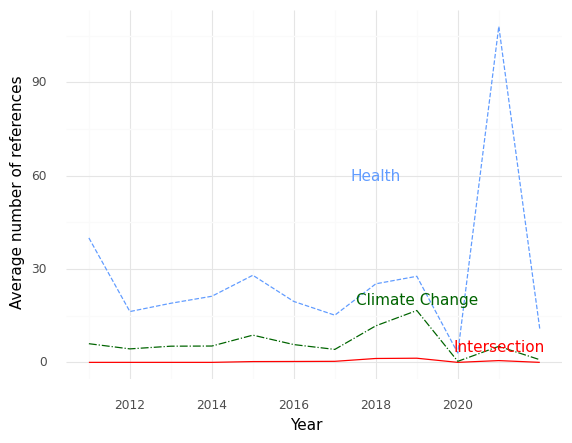 90
60
30
0
Average number of references
Health
Climate Change
Intersection
2012 2014 2016 2018 2020
Year